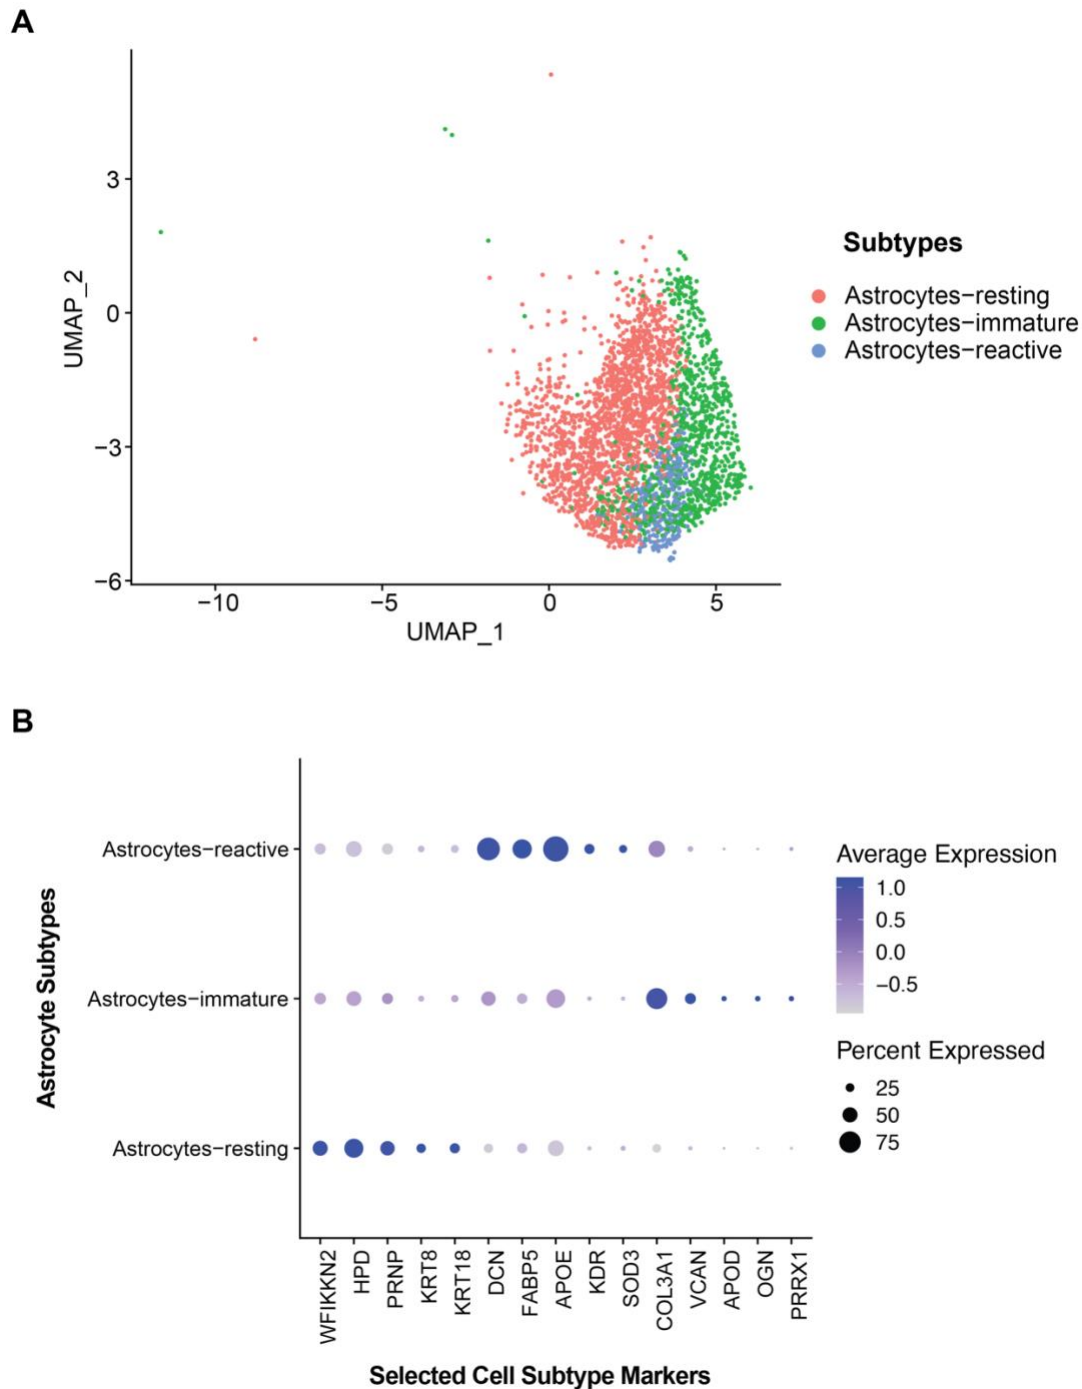 A
3
0
−3
−6
UMAP_2
−10
−5
0
5
UMAP_1
Subtypes
Astrocytes−resting
Astrocytes−immature
Astrocytes−reactive
B
Astrocyte Subtypes
Astrocytes−reactive
Astrocytes−immature
Astrocytes−resting
WFIKKN2
HPD
PRNP
KRT8
KRT18
DCN
FABP5
APOE
KDR
SOD3
COL3A1
VCAN
APOD
OGN
PRRX1
Selected Cell Subtype Markers
Average Expression
1.0
0.5
0.0
−0.5
Percent Expressed
25
50
75